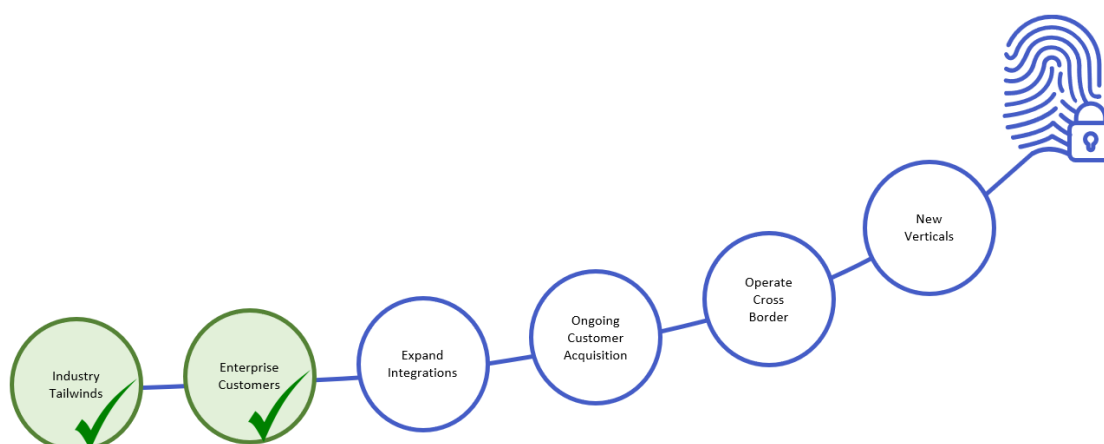 Industry
Tailwinds
Enterprise
Customers
Expand
Integrations
Ongoing
Customer
Acquisition
Operate
Cross
Border
New
Verticals